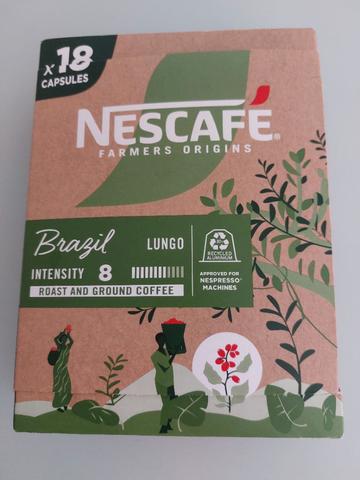 x 18
CAPSULES
NESCAFÉ®
FARMERS ORIGINS
Brazil LUNGO
INTENSITY 8
ROAST AND GROUND COFFEE
RECYCLED
ALUMINIUM
APPROVED FOR
NESPRESSO*
MACHINES